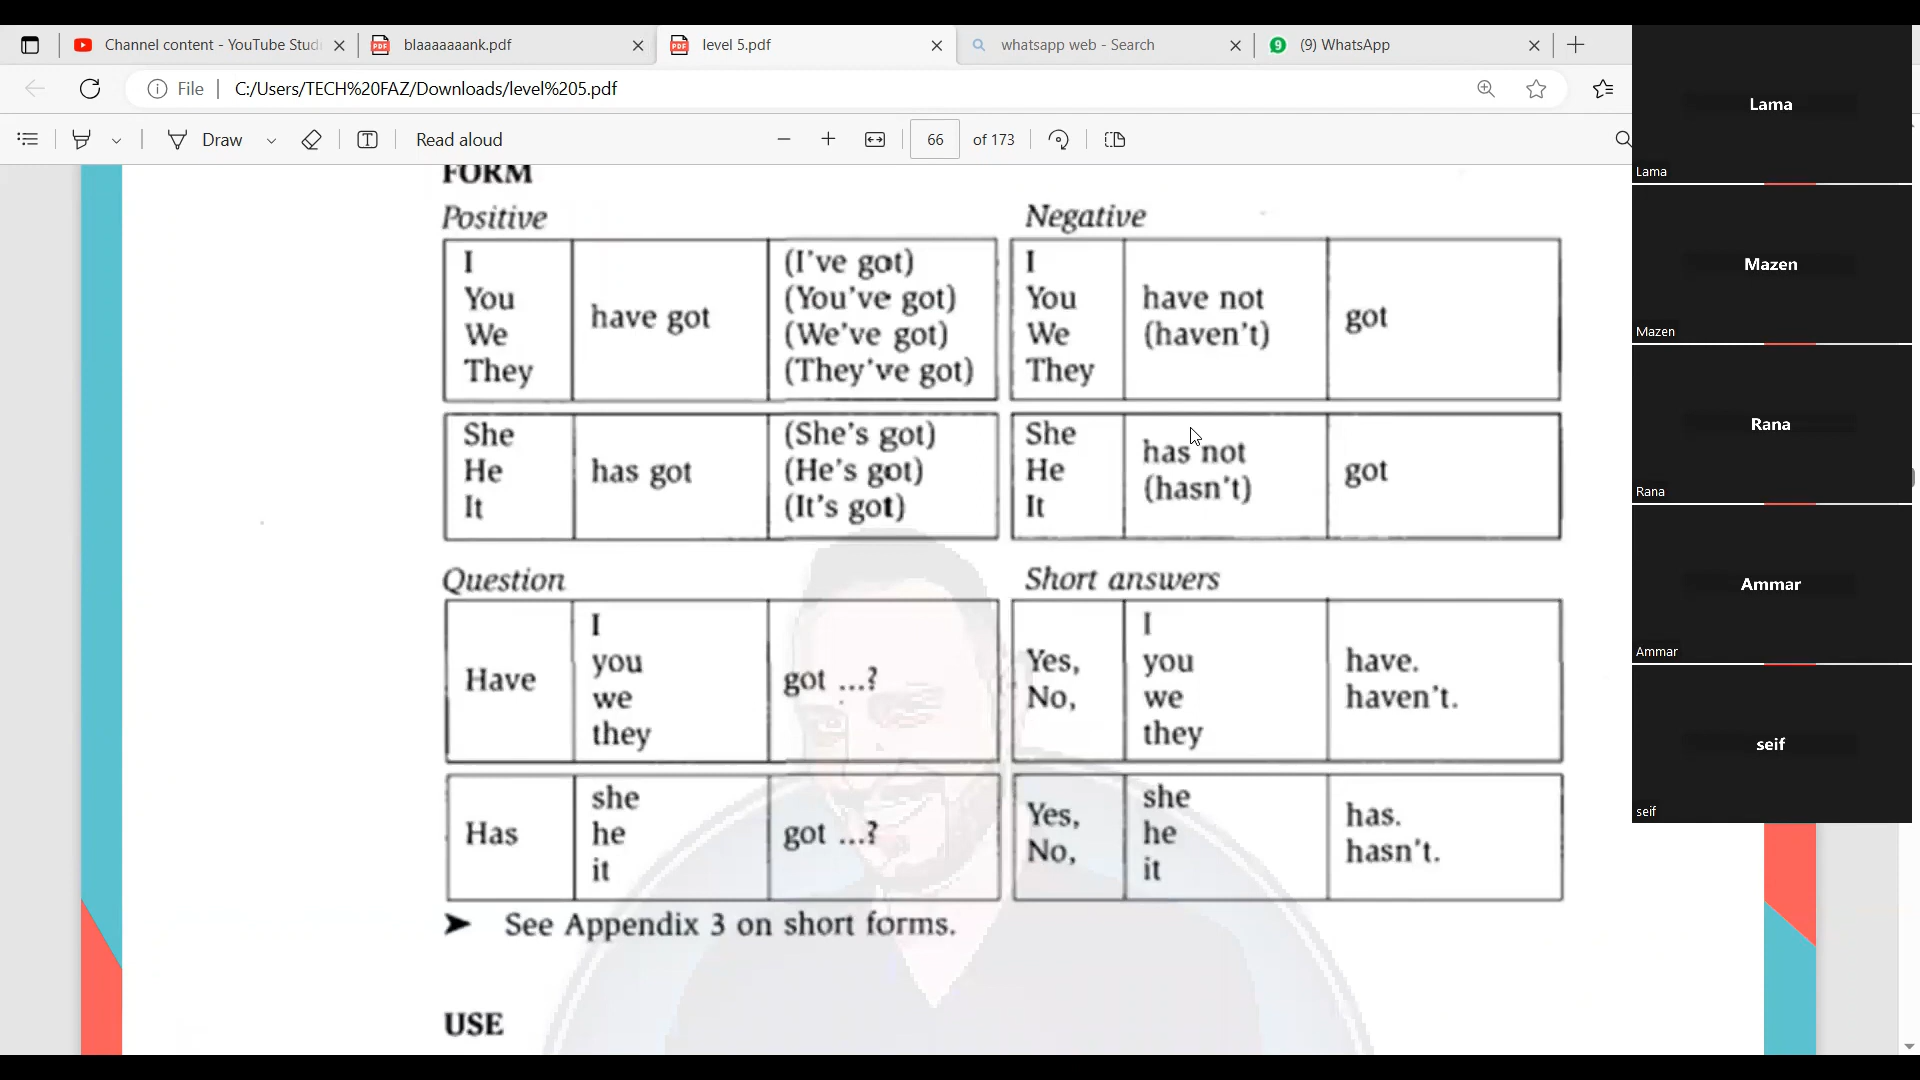 Channel content - YouTube Studi
blaaaaaaank.pdf
level 5.pdf
whatsapp web - Search
(9) WhatsApp
File
C:/Users/TECH%20FAZ/Downloads/level%205.pdf
Draw
Read aloud
66 of 173
FORM
Positive
I
You
We
They
have got
(I've got)
(You've got)
(We've got)
(They've got)
She
He
It
has got
(She's got)
(He's got)
(It's got)
Negative
I
You
We
They
have not
(haven't)
got
She
He
It
has not
(hasn't)
got
Question
Have
I
you
we
they
got ...?
Has
she
he
it
got ...?
Short answers
Yes,
No,
I
you
we
they
have.
haven't.
Yes,
No,
she
he
it
has.
hasn't.
➤ See Appendix 3 on short forms.
USE
Lama
Lama
Mazen
Mazen
Rana
Rana
Ammar
Ammar
seif
seif